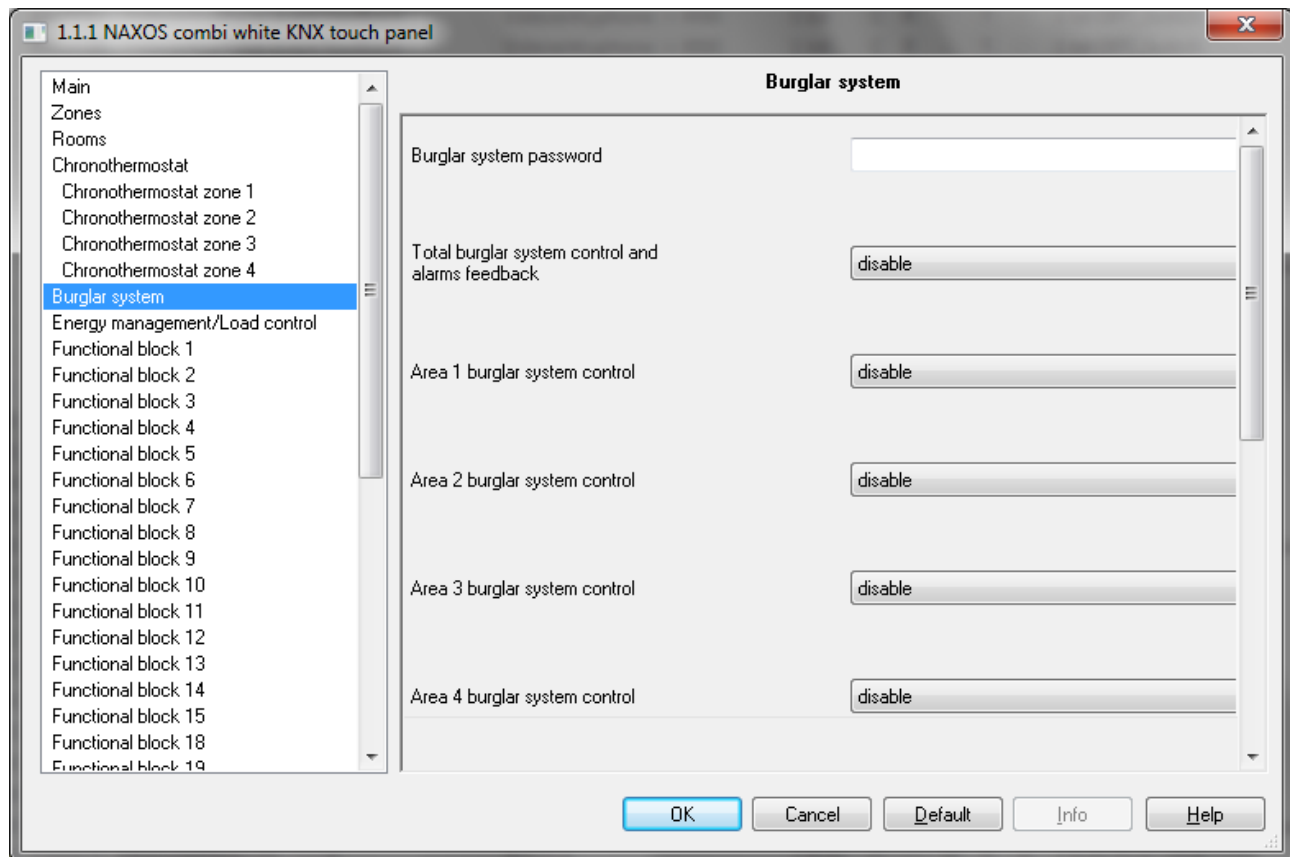 1.1.1 NAXOS combi white KNX touch panel
Main
Zones
Rooms
Chronothermostat
Chronothermostat zone 1
Chronothermostat zone 2
Chronothermostat zone 3
Chronothermostat zone 4
Burglar system
Energy management/Load control
Functional block 1
Functional block 2
Functional block 3
Functional block 4
Functional block 5
Functional block 6
Functional block 7
Functional block 8
Functional block 9
Functional block 10
Functional block 11
Functional block 12
Functional block 13
Functional block 14
Functional block 15
Functional block 18
Functional block 19
Burglar system
Burglar system password
Total burglar system control and
alarms feedback
disable
Area 1 burglar system control
disable
Area 2 burglar system control
disable
Area 3 burglar system control
disable
Area 4 burglar system control
disable
OK
Cancel
Default
Info
Help